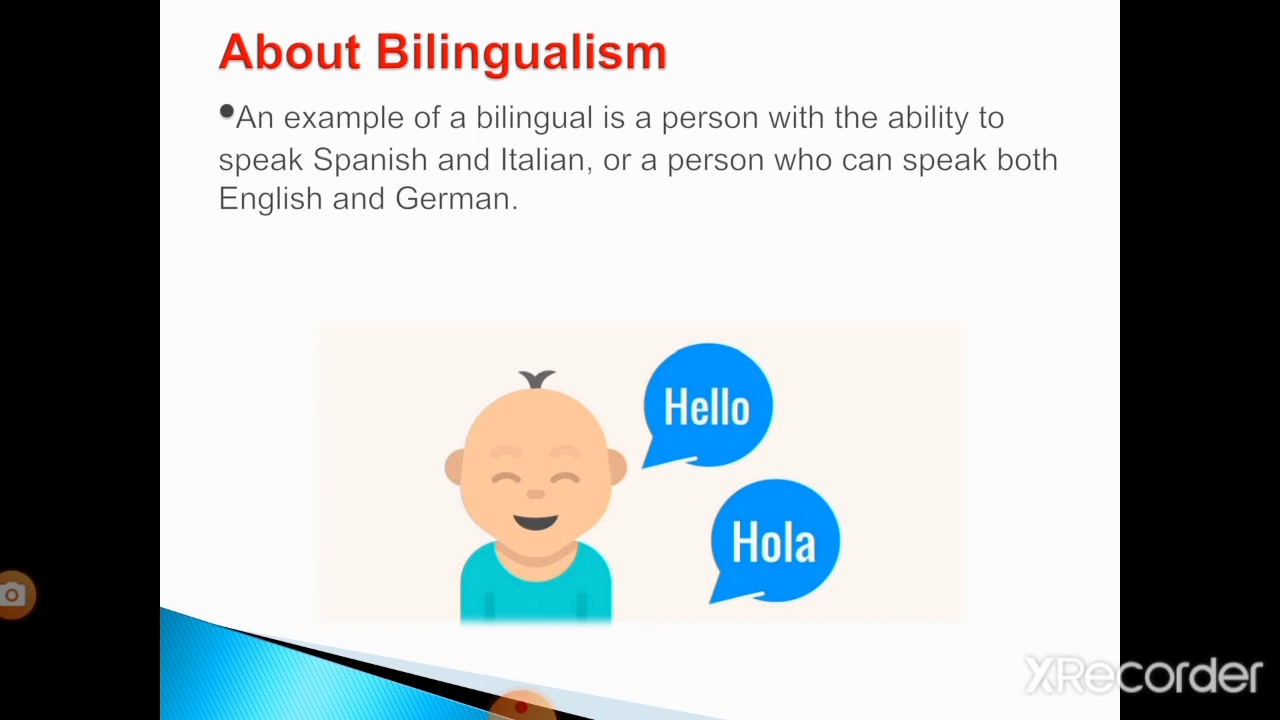 About Bilingualism
•An example of a bilingual is a person with the ability to
speak Spanish and Italian, or a person who can speak both
English and German.
Hello
Hola
XRecorder